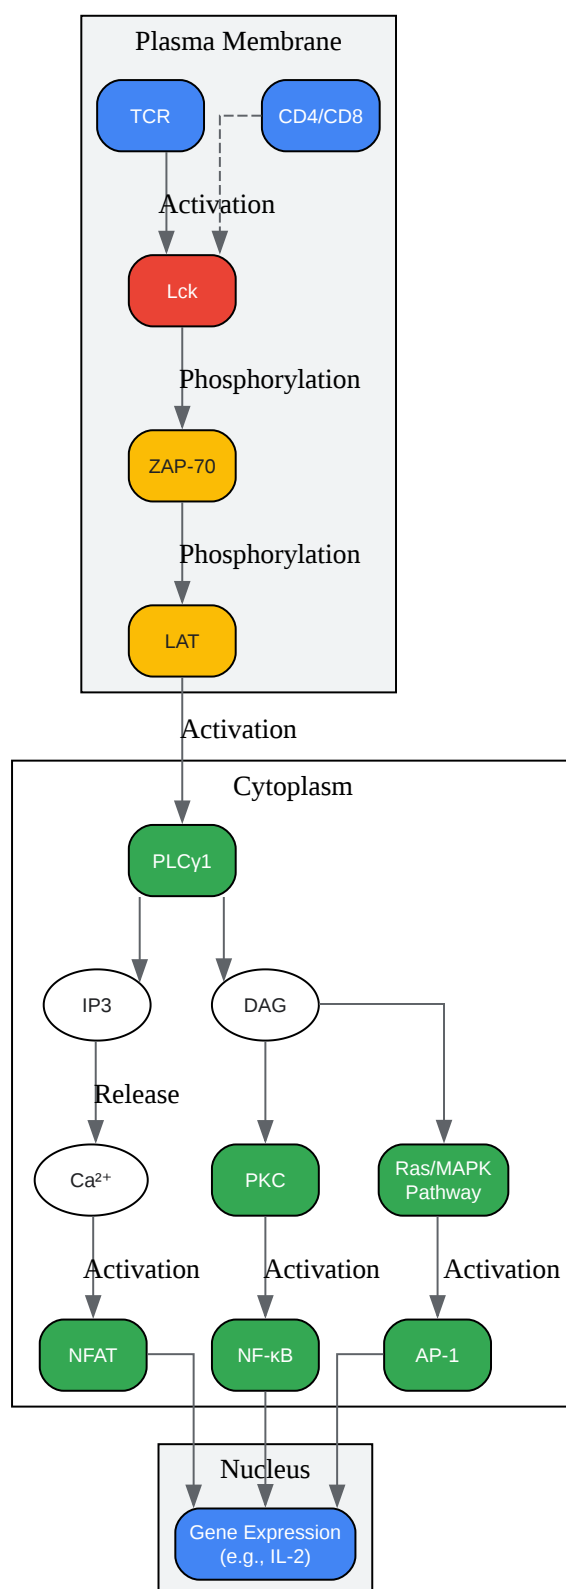 Plasma Membrane
TCR
CD4/CD8
Activation
Lck
Phosphorylation
ZAP-70
Phosphorylation
LAT
Activation
Cytoplasm
PLCγ1
IP3
DAG
Release
Ca²⁺
PKC
Ras/MAPK
Pathway
Activation
Activation
Activation
NFAT
NF-κB
AP-1
Nucleus
Gene Expression
(e.g., IL-2)